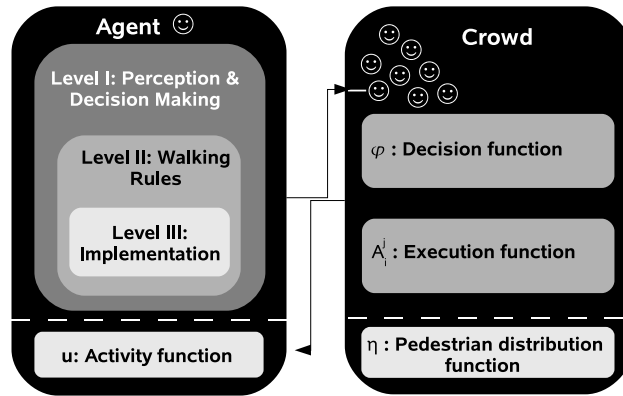 Agent
Level I: Perception &
Decision Making
Level II: Walking
Rules
Level III:
Implementation
u: Activity function
Crowd
φ : Decision function
A_i^j : Execution function
η : Pedestrian distribution
function